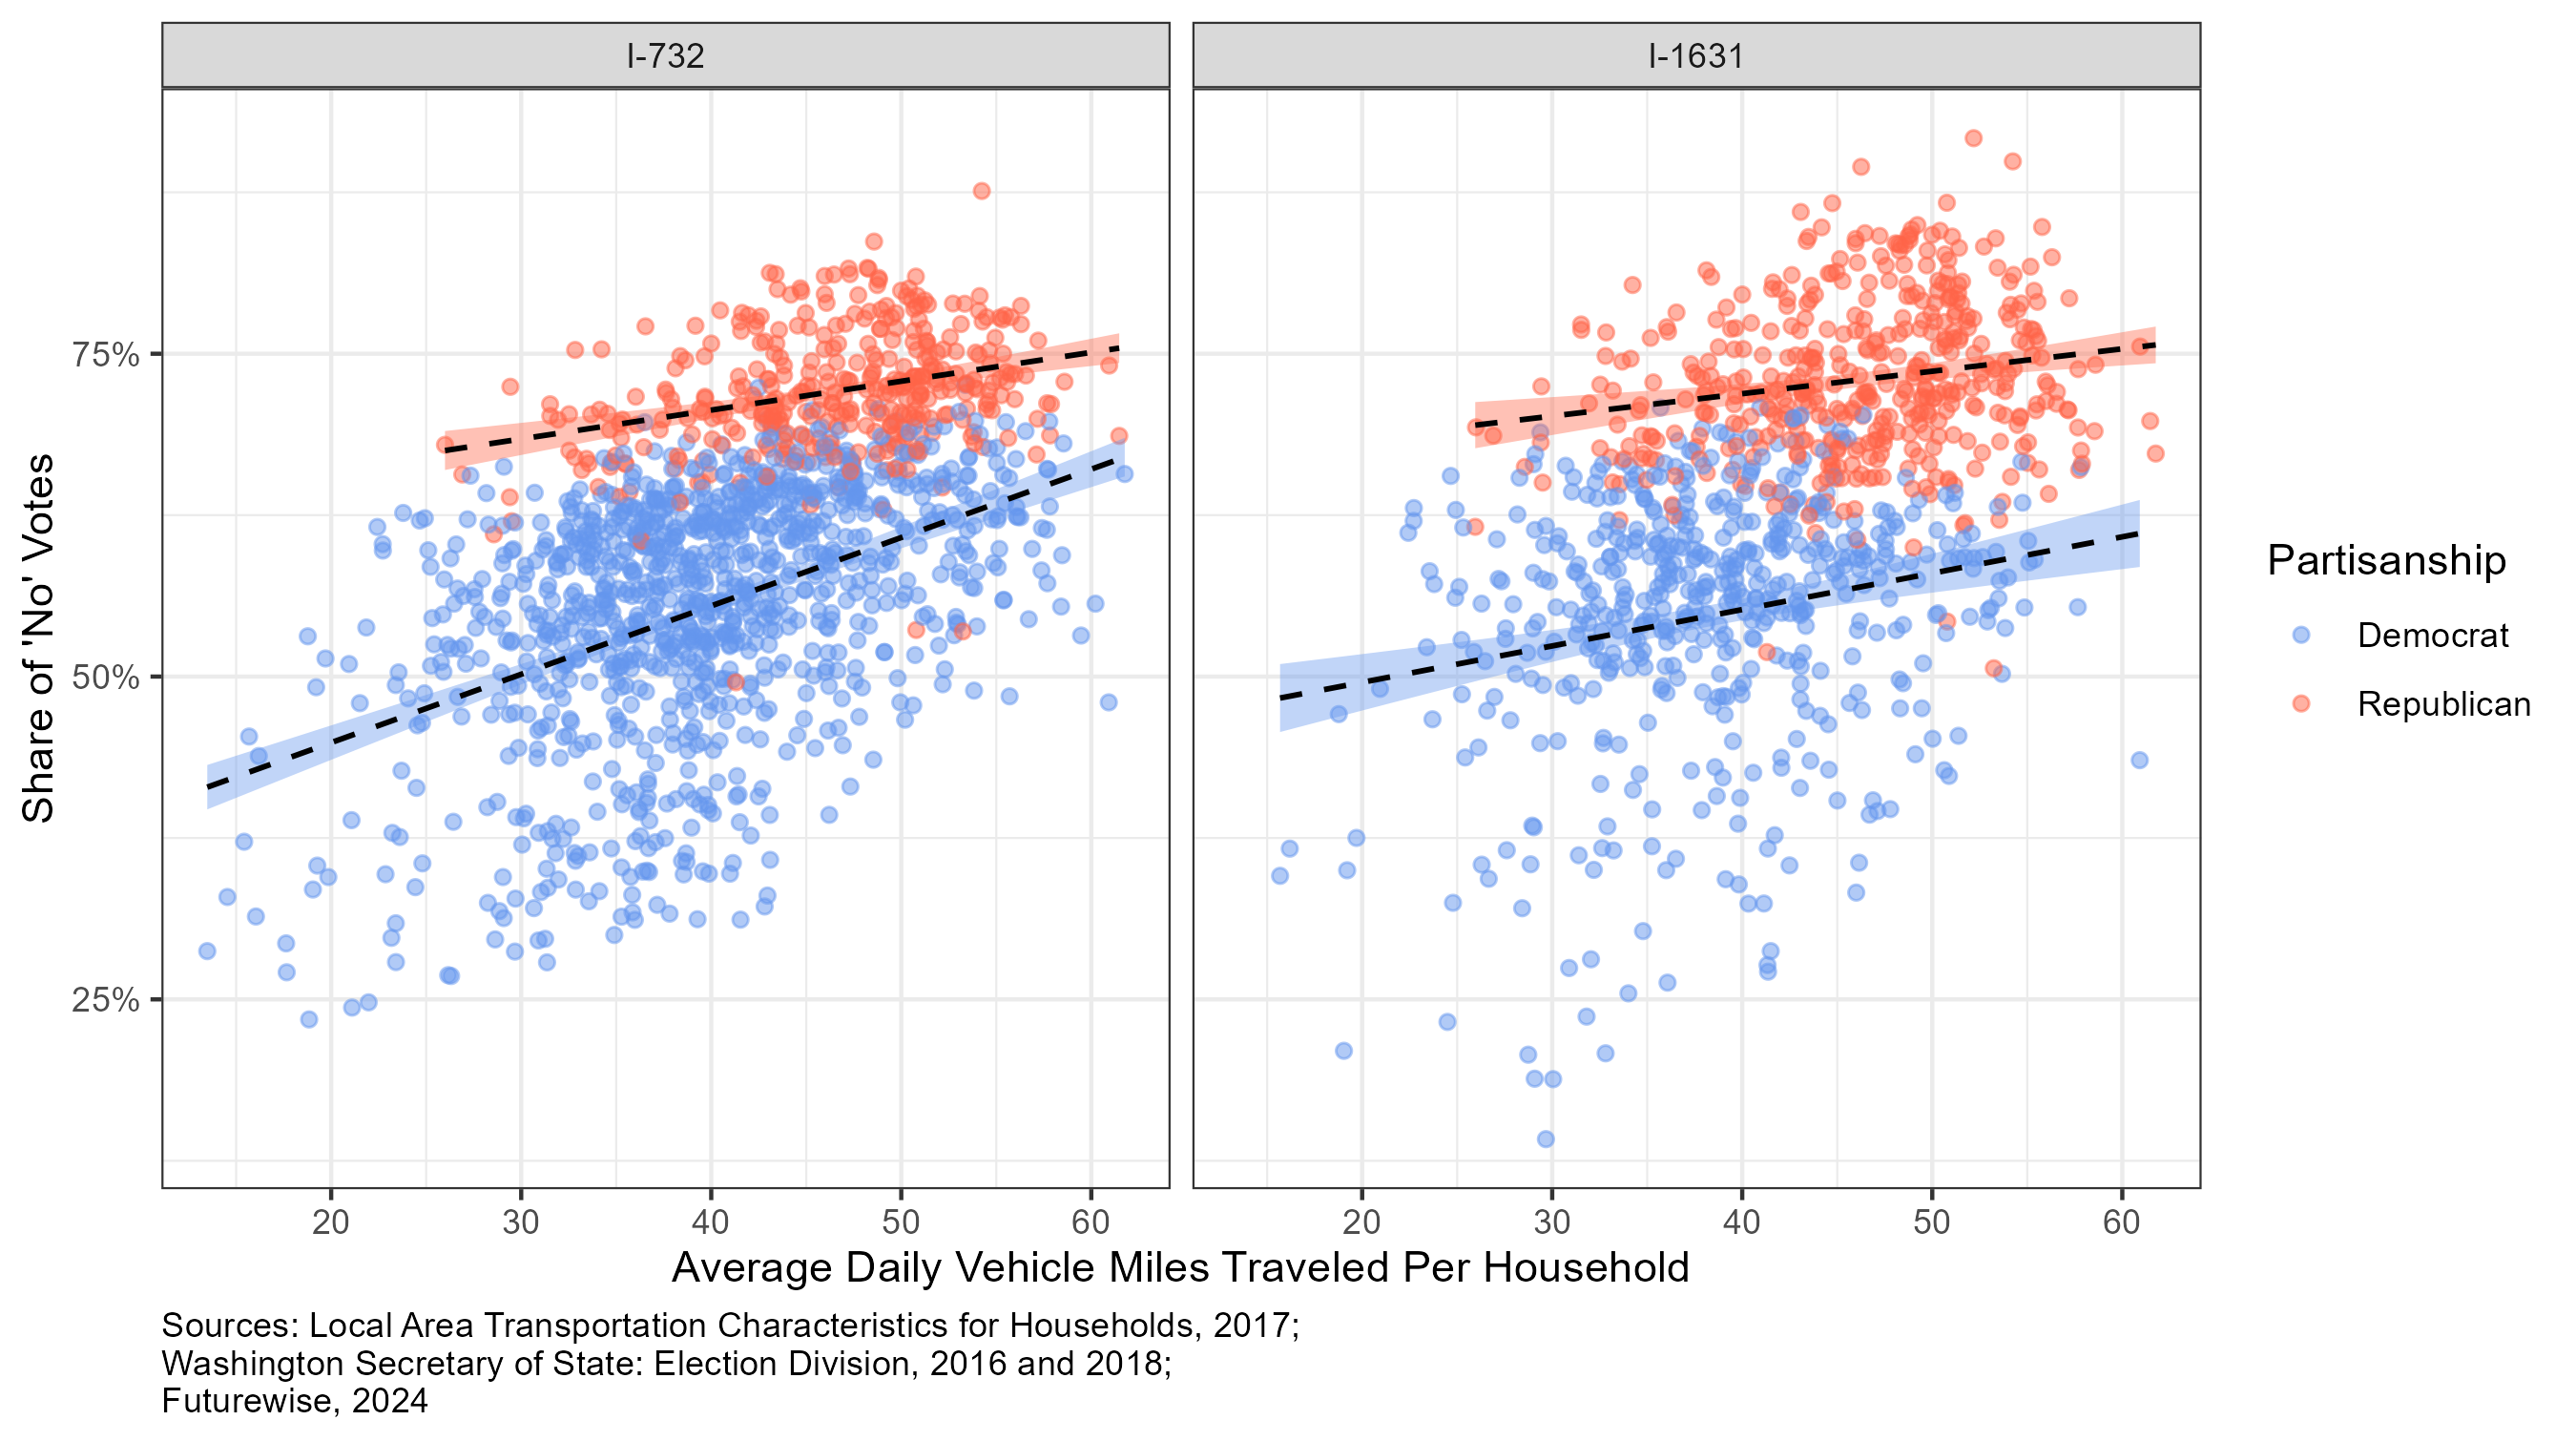 I-732
I-1631
Share of 'No' Votes
75%
50%
25%
20 30 40 50 60
20 30 40 50 60
Average Daily Vehicle Miles Traveled Per Household
Partisanship
Democrat
Republican
Sources: Local Area Transportation Characteristics for Households, 2017;
Washington Secretary of State: Election Division, 2016 and 2018;
Futurewise, 2024